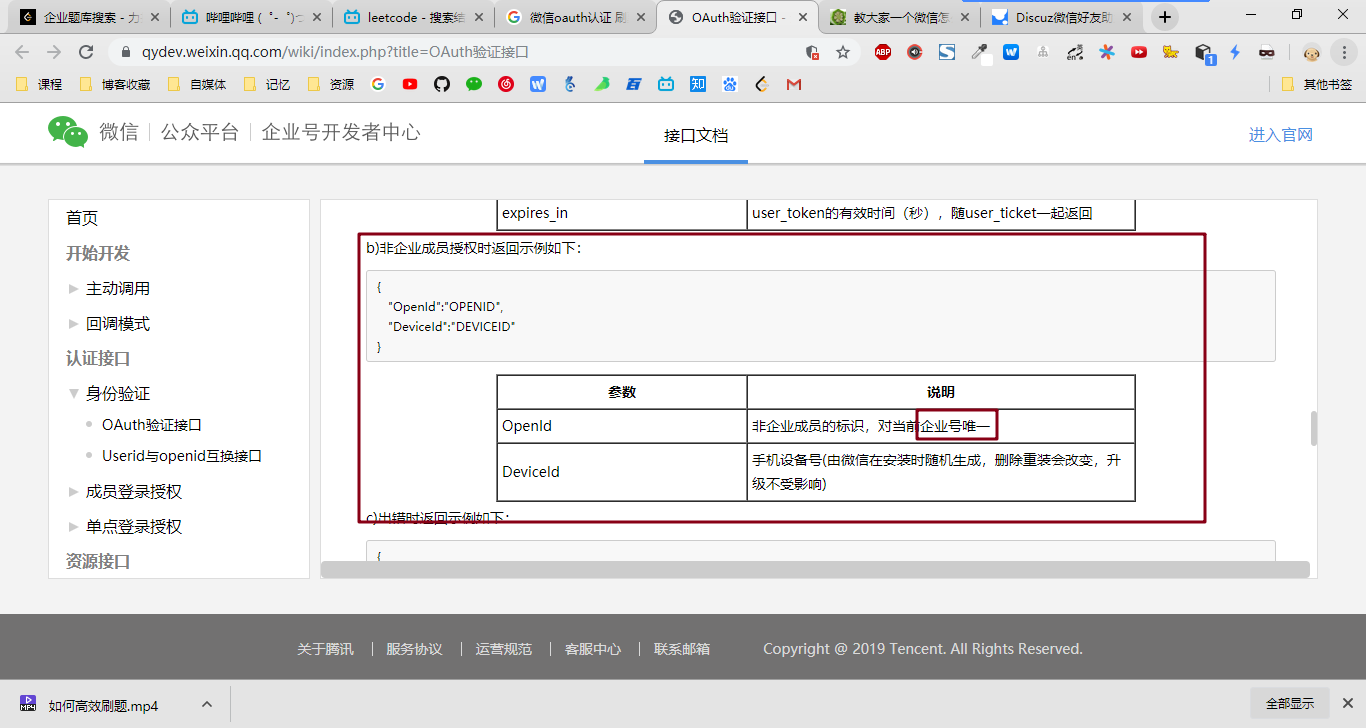 企业题库搜索 - 力
哔哩哔哩 ( ゜- ゜)つ
leetcode - 搜索结
微信oauth认证 刷
OAuth验证接口 -
教大家一个微信怎
Discuz微信好友助
qydev.weixin.qq.com/wiki/index.php?title=OAuth验证接口
课程
博客收藏
自媒体
记忆
资源
其他书签
微信
公众平台
企业号开发者中心
接口文档
进入官网
首页
开始开发
主动调用
回调模式
认证接口
身份验证
OAuth验证接口
Userid与openid互换接口
成员登录授权
单点登录授权
资源接口
expires_in
user_token的有效时间（秒），随user_ticket一起返回
b)非企业成员授权时返回示例如下：
{
"OpenId":"OPENID",
"DeviceId":"DEVICEID"
}
参数
说明
OpenId
非企业成员的标识，对当前企业号唯一
DeviceId
手机设备号(由微信在安装时随机生成，删除重装会改变，升
级不受影响)
c)出错时返回示例如下：
{
关于腾讯
服务协议
运营规范
客服中心
联系邮箱
Copyright @ 2019 Tencent. All Rights Reserved.
如何高效刷题.mp4
全部显示